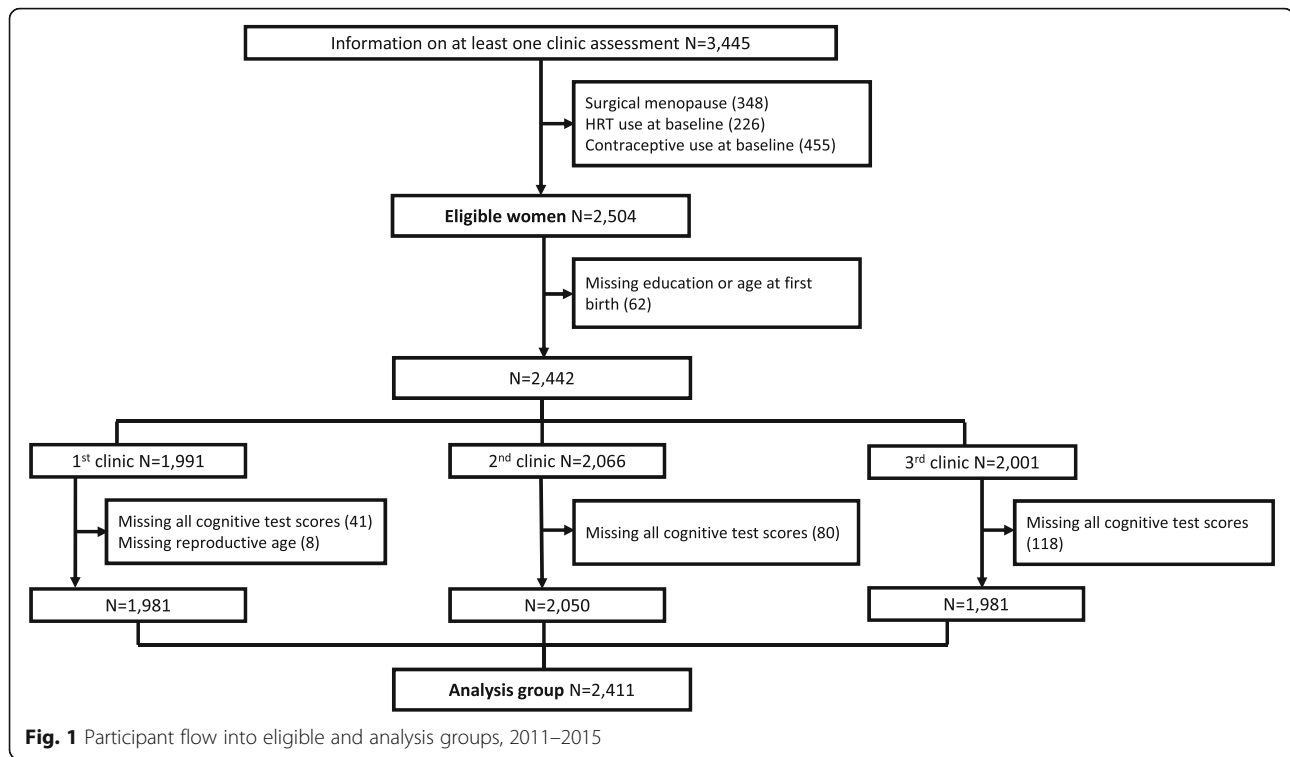 Information on at least one clinic assessment N=3,445
Surgical menopause (348)
HRT use at baseline (226)
Contraceptive use at baseline (455)
Eligible women N=2,504
Missing education or age at first
birth (62)
N=2,442
1st clinic N=1,991
2nd clinic N=2,066
3rd clinic N=2,001
Missing all cognitive test scores (41)
Missing reproductive age (8)
Missing all cognitive test scores (80)
Missing all cognitive test scores
(118)
N=1,981
N=2,050
N=1,981
Analysis group N=2,411
Fig. 1 Participant flow into eligible and analysis groups, 2011–2015